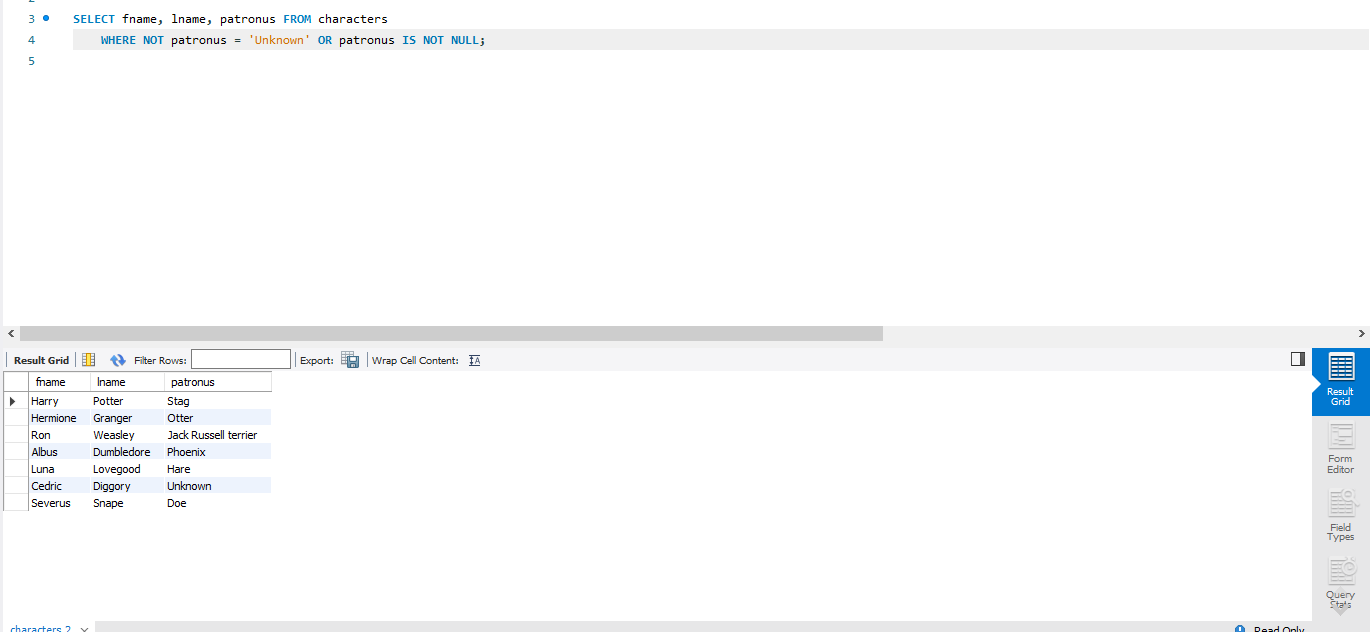 2
3 SELECT fname, lname, patronus FROM characters
4 WHERE NOT patronus = 'Unknown' OR patronus IS NOT NULL;
5
Result Grid Filter Rows: Export: Wrap Cell Content:
fname lname patronus
Harry Potter Stag
Hermione Granger Otter
Ron Weasley Jack Russell terrier
Albus Dumbledore Phoenix
Luna Lovegood Hare
Cedric Diggory Unknown
Severus Snape Doe
Result
Grid
Form
Editor
Field
Types
Query
Stats
characters 2 Read Only